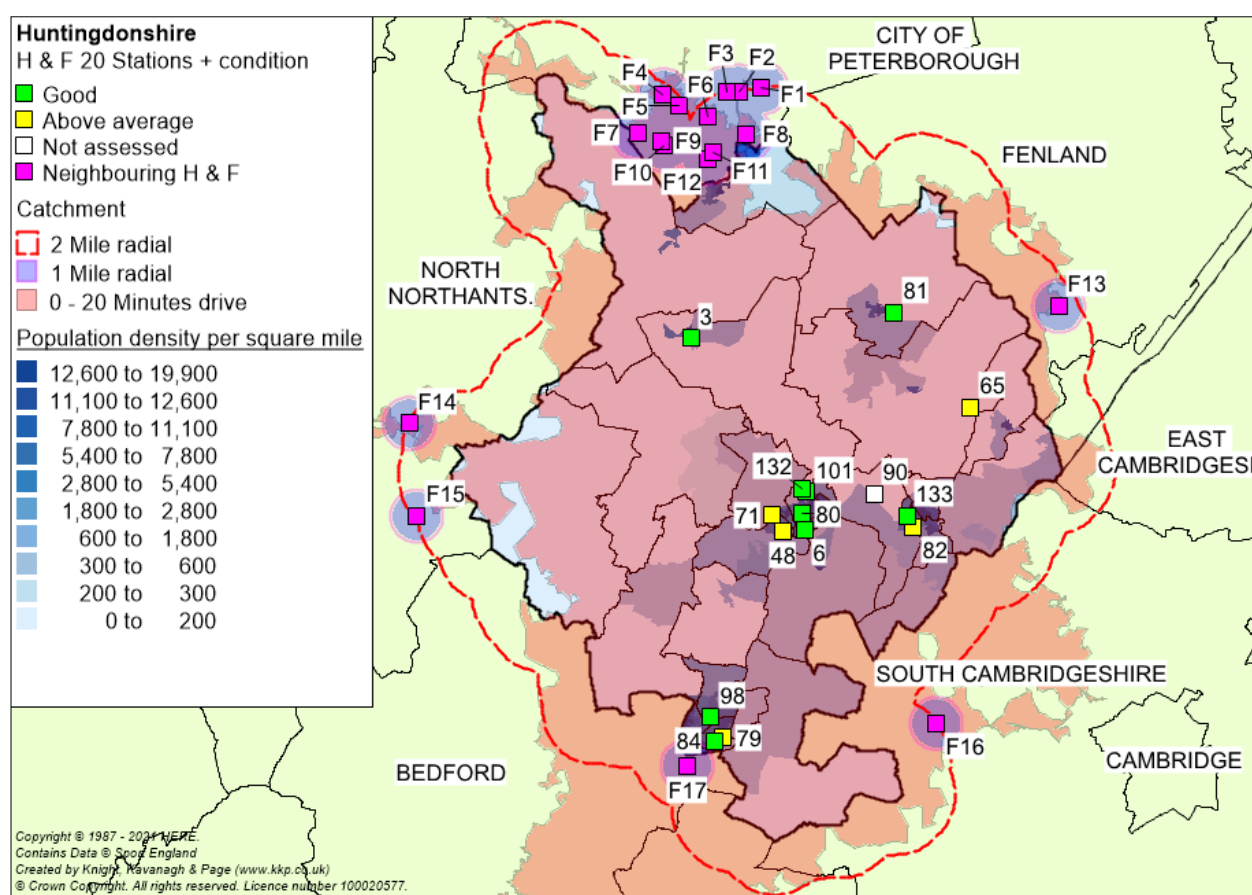 Huntingdonshire
H & F 20 Stations + condition
Good
Above average
Not assessed
Neighbouring H & F
Catchment
2 Mile radial
1 Mile radial
0 - 20 Minutes drive
Population density per square mile
12,600 to 19,900
11,100 to 12,600
7,800 to 11,100
5,400 to 7,800
2,800 to 5,400
1,800 to 2,800
600 to 1,800
300 to 600
200 to 300
0 to 200
CITY OF
PETERBOROUGH
F3
F2
F4
F6
F1
F5
F7
F9
F8
F10
F12
F11
FENLAND
NORTH
NORTHANTS.
81
F13
3
F14
65
EAST
CAMBRIDGESH
132
101
90
133
F15
71
80
48
6
82
SOUTH CAMBRIDGESHIRE
98
84
79
F16
BEDFORD
F17
CAMBRIDGE
Copyright © 1987 - 2021 HERE.
Contains Data © Sport England
Created by Knight, Kavanagh & Page (www.kkp.co.uk)
© Crown Copyright. All rights reserved. Licence number 100020577.